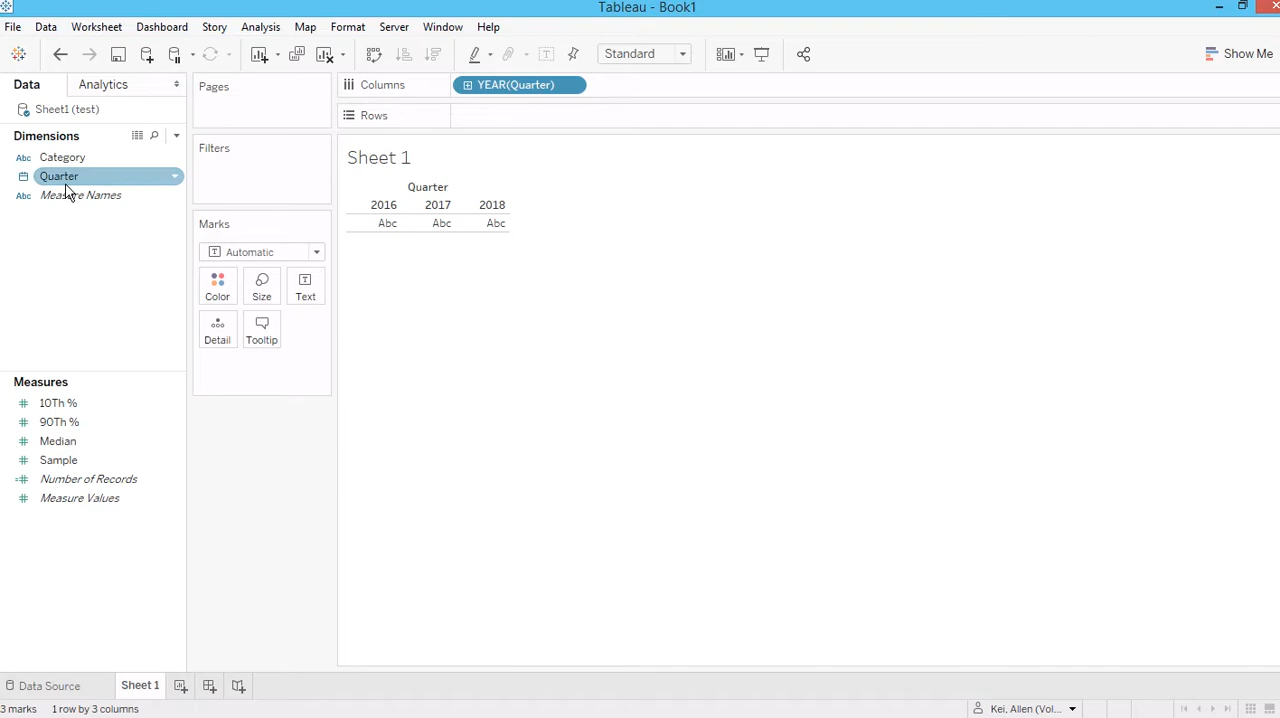 Tableau - Book1
File Data Worksheet Dashboard Story Analysis Map Format Server Window Help
Standard
Show Me
Data Analytics
Sheet1 (test)
Dimensions
Abc Category
Quarter
Abc Measure Names
Measures
10Th %
90Th %
Median
Sample
Number of Records
Measure Values
Pages
Filters
Marks
Automatic
Color Size Text
Detail Tooltip
Columns YEAR(Quarter)
Rows
Sheet 1
Quarter
2016 2017 2018
Abc Abc Abc
Data Source Sheet 1
3 marks 1 row by 3 columns Kei, Allen (Vol...